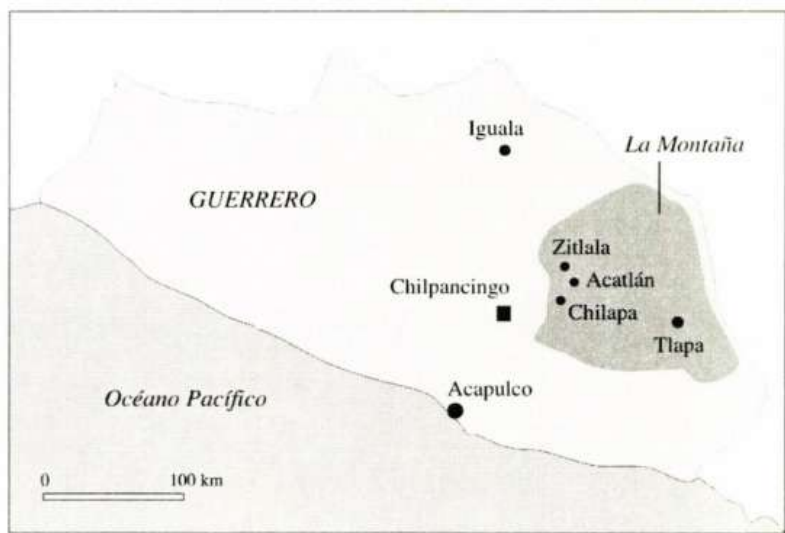 Iguala
La Montaña
GUERRERO
Zitlala
Acatlán
Chilpancingo
Chilapa
Tlapa
Acapulco
Océano Pacífico
0 100 km